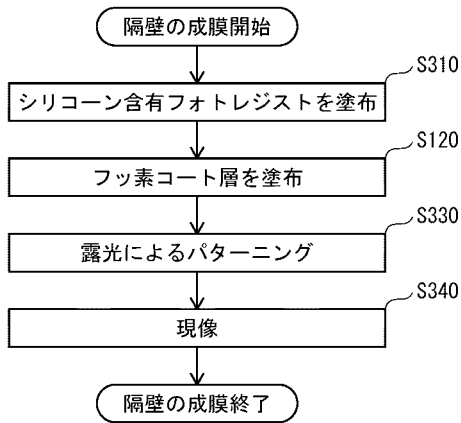 隔壁の成膜開始
S310
シリコーン含有フォトレジストを塗布
S120
フッ素コート層を塗布
S330
露光によるパターニング
S340
現像
隔壁の成膜終了